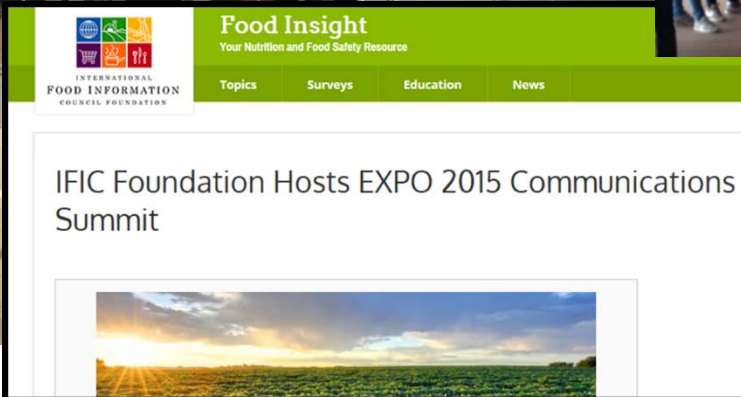 Food Insight
Your Nutrition and Food Safety Resource
INTERNATIONAL
FOOD INFORMATION
COUNCIL FOUNDATION
Topics Surveys Education News
IFIC Foundation Hosts EXPO 2015 Communications
Summit